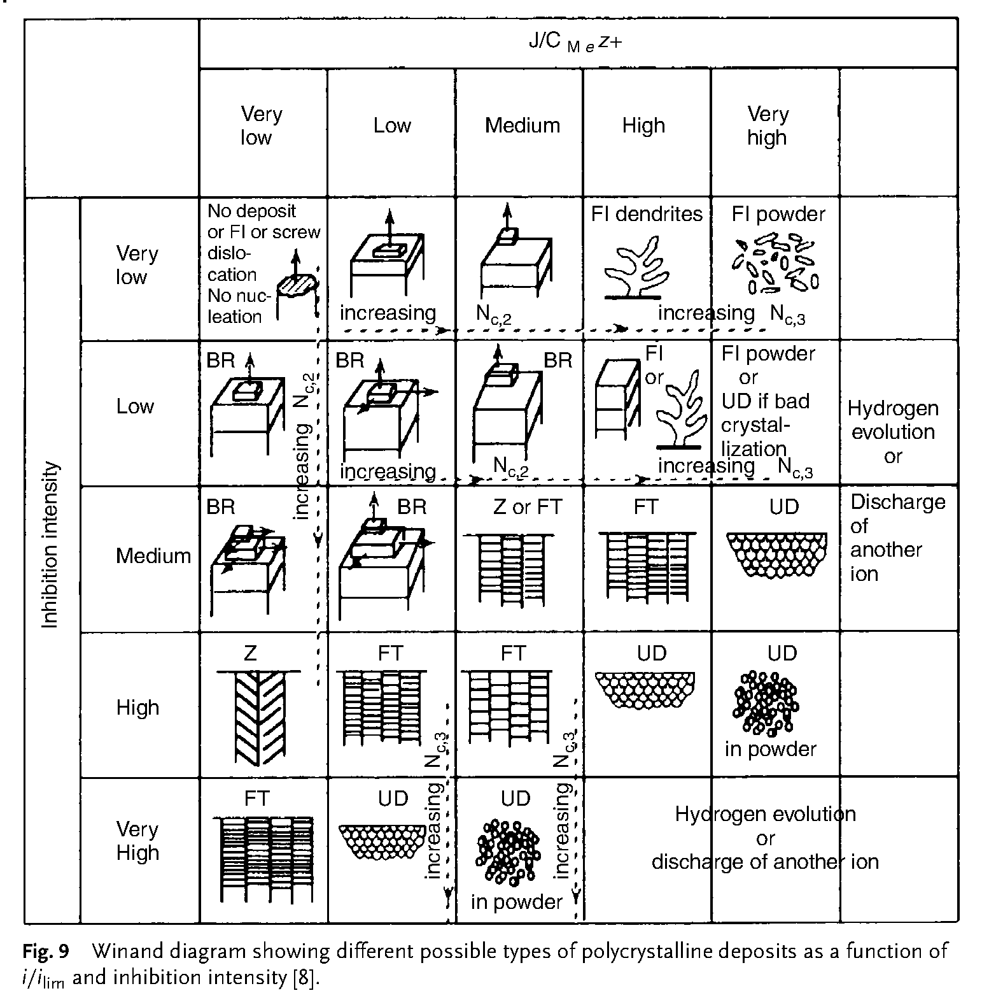 J/C Me z+
Very
low
Low
Medium
High
Very
high
Inhibition intensity
Very
low
No deposit
or FI or screw
dislo-
cation
No nuc-
leation
increasing
Nc,2
FI dendrites
FI powder
increasing Nc,3
increasing Nc,2
Low
BR
BR
increasing
BR
Nc,2
FI
or
FI powder
or
UD if bad
crystal-
lization
increasing Nc,3
Hydrogen
evolution
or
Medium
BR
BR
Z or FT
FT
UD
Discharge
of
another
ion
High
Z
FT
FT
UD
UD
in powder
increasing Nc,3
increasing Nc,3
Very
High
FT
UD
UD
in powder
Hydrogen evolution
or
discharge of another ion
Fig. 9 Winand diagram showing different possible types of polycrystalline deposits as a function of
i/ilim and inhibition intensity [8].